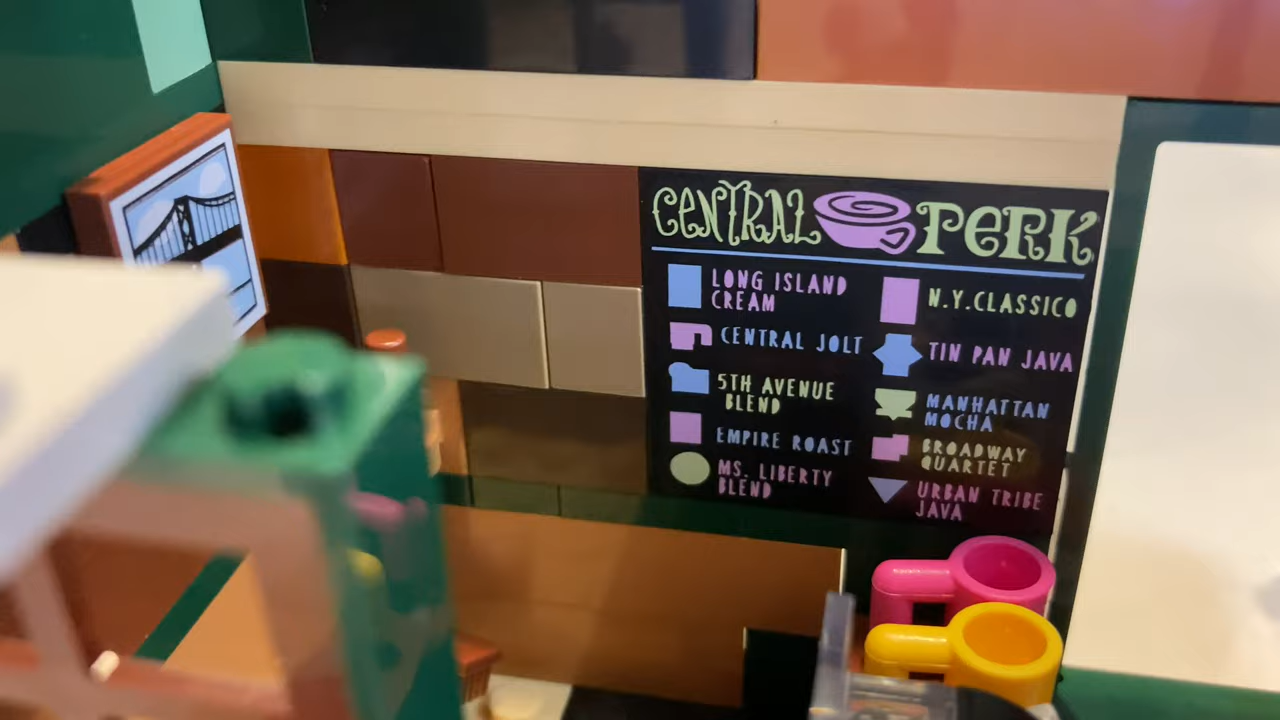 CENTRAL PERK
LONG ISLAND
CREAM
CENTRAL JOLT
5TH AVENUE
BLEND
EMPIRE ROAST
MS. LIBERTY
BLEND
N.Y.CLASSICO
TIN PAN JAVA
MANHATTAN
MOCHA
BROADWAY
QUARTET
URBAN TRIBE
JAVA